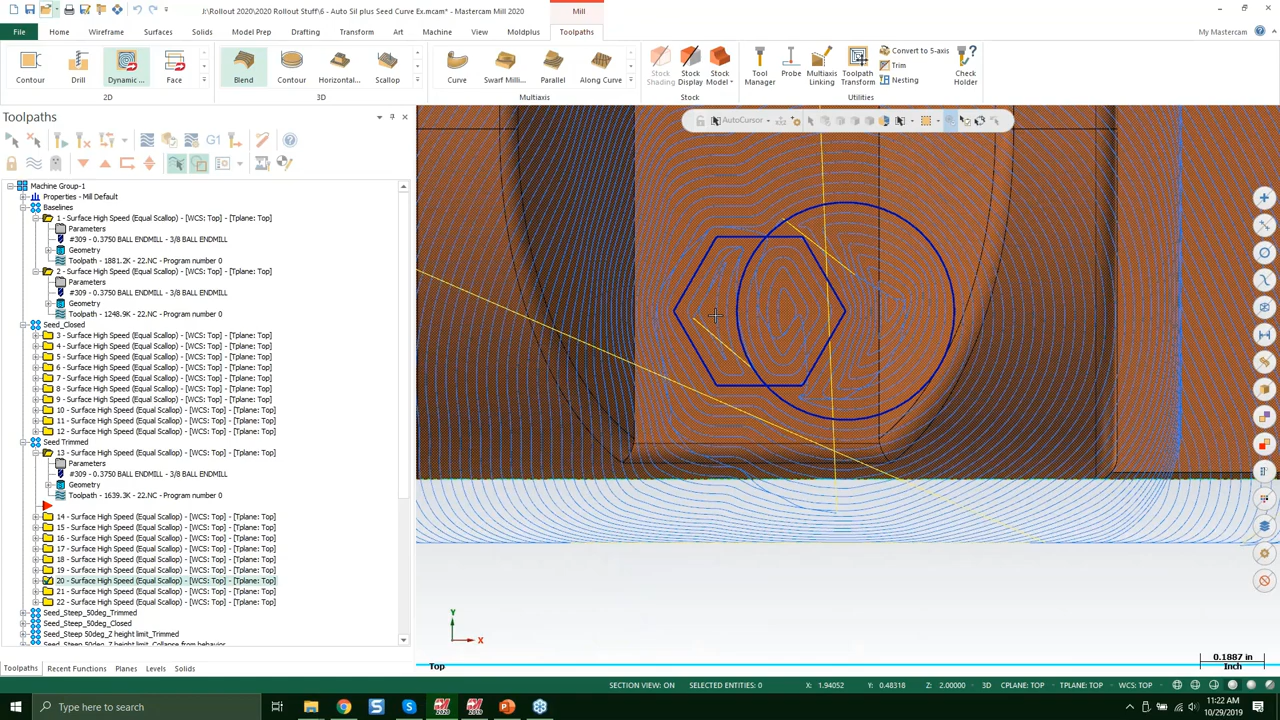 J:\Rollout 2020\2020 Rollout Stuff\6 - Auto Sil plus Seed Curve Ex.mcam* - Mastercam Mill 2020
Mill
File Home Wireframe Surfaces Solids Model Prep Drafting Transform Art Machine View Moldplus Toolpaths
My Mastercam
Contour Drill Dynamic ... Face
Blend Contour Horizontal... Scallop
Curve Swarf Milli... Parallel Along Curve
Stock Shading Stock Display Stock Model
Tool Manager Probe Multiaxis Linking Toolpath Transform
Convert to 5-axis
Trim
Nesting
Check Holder
2D 3D Multiaxis Stock Utilities
Toolpaths
AutoCursor
G1
Machine Group-1
Properties - Mill Default
Baselines
1 - Surface High Speed (Equal Scallop) - [WCS: Top] - [Tplane: Top]
Parameters
#309 - 0.3750 BALL ENDMILL - 3/8 BALL ENDMILL
Geometry
Toolpath - 1881.2K - 22.NC - Program number 0
2 - Surface High Speed (Equal Scallop) - [WCS: Top] - [Tplane: Top]
Parameters
#309 - 0.3750 BALL ENDMILL - 3/8 BALL ENDMILL
Geometry
Toolpath - 1248.9K - 22.NC - Program number 0
Seed_Closed
3 - Surface High Speed (Equal Scallop) - [WCS: Top] - [Tplane: Top]
4 - Surface High Speed (Equal Scallop) - [WCS: Top] - [Tplane: Top]
5 - Surface High Speed (Equal Scallop) - [WCS: Top] - [Tplane: Top]
6 - Surface High Speed (Equal Scallop) - [WCS: Top] - [Tplane: Top]
7 - Surface High Speed (Equal Scallop) - [WCS: Top] - [Tplane: Top]
8 - Surface High Speed (Equal Scallop) - [WCS: Top] - [Tplane: Top]
9 - Surface High Speed (Equal Scallop) - [WCS: Top] - [Tplane: Top]
10 - Surface High Speed (Equal Scallop) - [WCS: Top] - [Tplane: Top]
11 - Surface High Speed (Equal Scallop) - [WCS: Top] - [Tplane: Top]
12 - Surface High Speed (Equal Scallop) - [WCS: Top] - [Tplane: Top]
Seed Trimmed
13 - Surface High Speed (Equal Scallop) - [WCS: Top] - [Tplane: Top]
Parameters
#309 - 0.3750 BALL ENDMILL - 3/8 BALL ENDMILL
Geometry
Toolpath - 1639.3K - 22.NC - Program number 0
14 - Surface High Speed (Equal Scallop) - [WCS: Top] - [Tplane: Top]
15 - Surface High Speed (Equal Scallop) - [WCS: Top] - [Tplane: Top]
16 - Surface High Speed (Equal Scallop) - [WCS: Top] - [Tplane: Top]
17 - Surface High Speed (Equal Scallop) - [WCS: Top] - [Tplane: Top]
18 - Surface High Speed (Equal Scallop) - [WCS: Top] - [Tplane: Top]
19 - Surface High Speed (Equal Scallop) - [WCS: Top] - [Tplane: Top]
20 - Surface High Speed (Equal Scallop) - [WCS: Top] - [Tplane: Top]
21 - Surface High Speed (Equal Scallop) - [WCS: Top] - [Tplane: Top]
22 - Surface High Speed (Equal Scallop) - [WCS: Top] - [Tplane: Top]
Seed_Steep_50deg_Trimmed
Seed_Steep_50deg_Closed
Seed_Steep 50deg_Z height limit_Trimmed
Seed_Steep 50deg_Z height limit_Collapse from behavior
Y
X
Top
0.1887 in
Inch
Toolpaths Recent Functions Planes Levels Solids
SECTION VIEW: ON SELECTED ENTITIES: 0 X: 1.94052 Y: 0.48318 Z: 2.00000 3D CPLANE: TOP TPLANE: TOP WCS: TOP
Type here to search
11:22 AM
10/29/2019